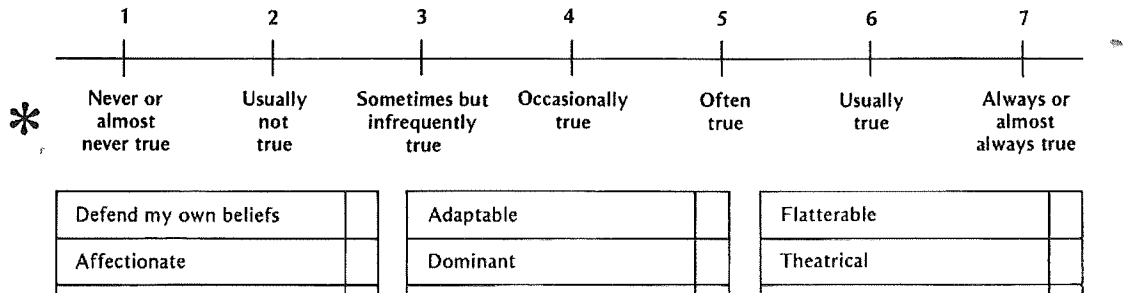 1 2 3 4 5 6 7
Never or Usually Sometimes but Occasionally Often Usually Always or
almost not infrequently true true true almost
never true true true always true
*
Defend my own beliefs Adaptable Flatterable
Affectionate Dominant Theatrical